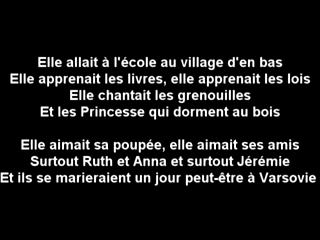 Elle allait à l'école au village d'en bas
Elle apprenait les livres, elle apprenait les lois
Elle chantait les grenouilles
Et les Princesse qui dorment au bois
Elle aimait sa poupée, elle aimait ses amis
Surtout Ruth et Anna et surtout Jérémie
Et ils se marieraient un jour peut-être à Varsovie